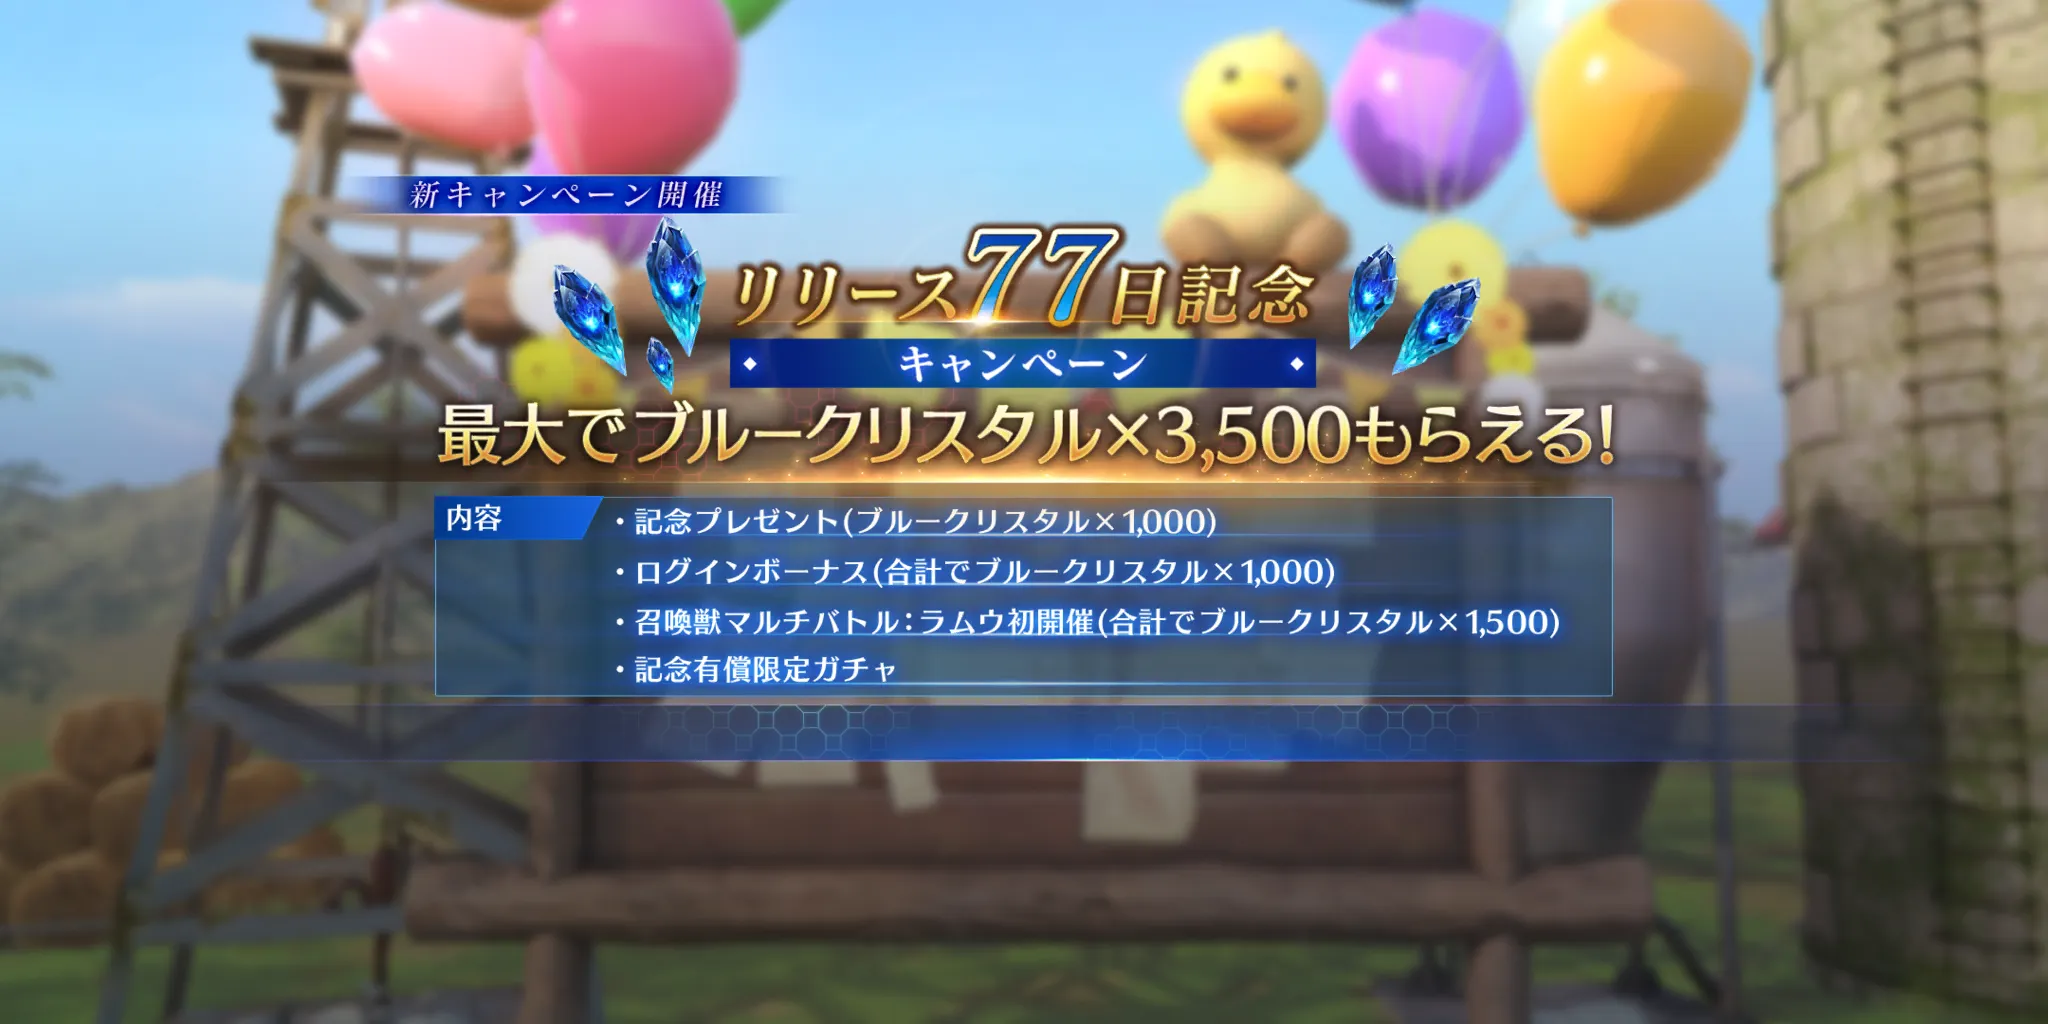 新キャンペーン開催
リリース77日記念
キャンペーン
最大でブルークリスタル×3,500もらえる!
内容
・記念プレゼント(ブルークリスタル×1,000)
・ログインボーナス(合計でブルークリスタル×1,000)
・召喚獣マルチバトル:ラムウ初開催(合計でブルークリスタル×1,500)
・記念有償限定ガチャ